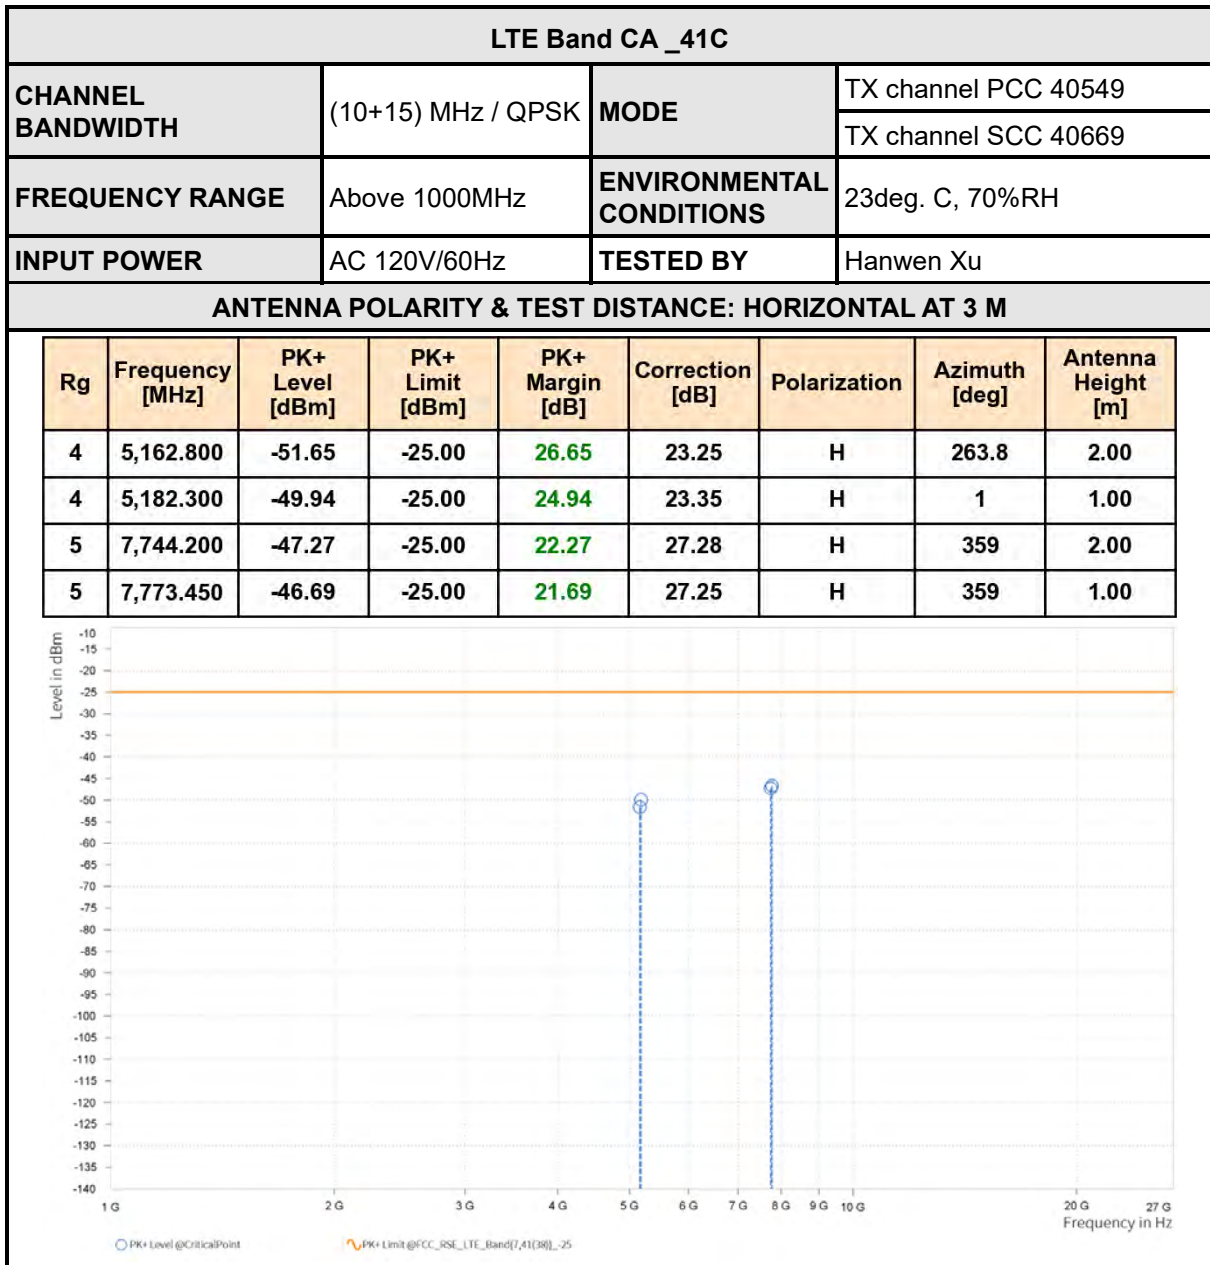 LTE Band CA _41C
CHANNEL
BANDWIDTH
(10+15) MHz / QPSK
MODE
TX channel PCC 40549
TX channel SCC 40669
FREQUENCY RANGE
Above 1000MHz
ENVIRONMENTAL
CONDITIONS
23deg. C, 70%RH
INPUT POWER
AC 120V/60Hz
TESTED BY
Hanwen Xu
ANTENNA POLARITY & TEST DISTANCE: HORIZONTAL AT 3 M
Rg
Frequency
[MHz]
PK+
Level
[dBm]
PK+
Limit
[dBm]
PK+
Margin
[dB]
Correction
[dB]
Polarization
Azimuth
[deg]
Antenna
Height
[m]
4 5,162.800 -51.65 -25.00 26.65 23.25 H 263.8 2.00
4 5,182.300 -49.94 -25.00 24.94 23.35 H 1 1.00
5 7,744.200 -47.27 -25.00 22.27 27.28 H 359 2.00
5 7,773.450 -46.69 -25.00 21.69 27.25 H 359 1.00
Level in dBm
-10
-15
-20
-25
-30
-35
-40
-45
-50
-55
-60
-65
-70
-75
-80
-85
-90
-95
-100
-105
-110
-115
-120
-125
-130
-135
-140
1 G 2 G 3 G 4 G 5 G 6 G 7 G 8 G 9 G 10 G 20 G 27 G
Frequency in Hz
PK+ Level @CriticalPoint
PK+ Limit @FCC_RSE_LTE_Band(7,41(38))_-25